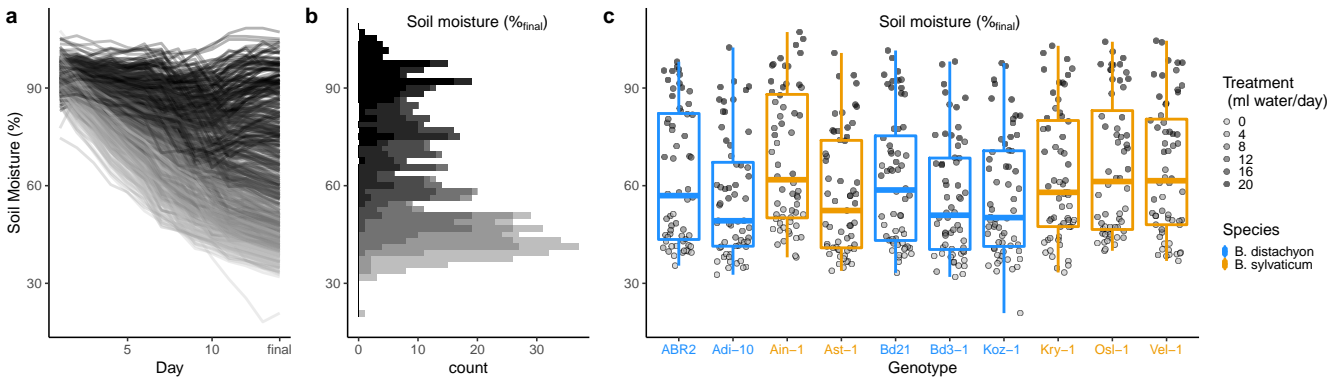 a
Soil Moisture (%)
90
60
30
5
10
final
Day
b
Soil moisture (%final)
90
60
30
0
10
20
30
count
c
Soil moisture (%final)
90
60
30
ABR2
Adi−10
Ain−1
Ast−1
Bd21
Bd3−1
Koz−1
Kry−1
Osl−1
Vel−1
Genotype
Treatment
(ml water/day)
0
4
8
12
16
20
Species
B. distachyon
B. sylvaticum